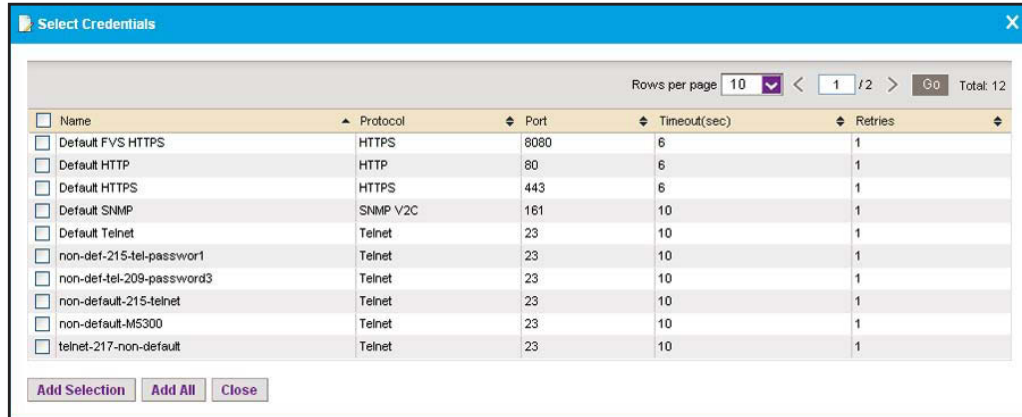 Select Credentials X
Rows per page 10 < 1 / 2 > Go Total: 12
Name Protocol Port Timeout(sec) Retries
Default FVS HTTPS HTTPS 8080 6 1
Default HTTP HTTP 80 6 1
Default HTTPS HTTPS 443 6 1
Default SNMP SNMP V2C 161 10 1
Default Telnet Telnet 23 10 1
non-def-215-tel-passwor1 Telnet 23 10 1
non-def-tel-209-password3 Telnet 23 10 1
non-default-215-telnet Telnet 23 10 1
non-default-M5300 Telnet 23 10 1
telnet-217-non-default Telnet 23 10 1
Add Selection Add All Close